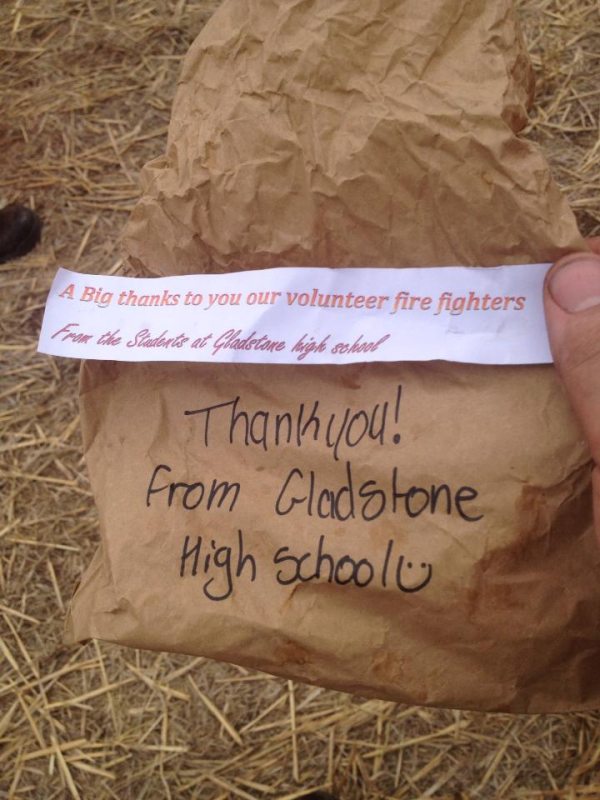 A Big thanks to you our volunteer fire fighters
From the Students at Gladstone high school
Thankyou!
From Gladstone
High school